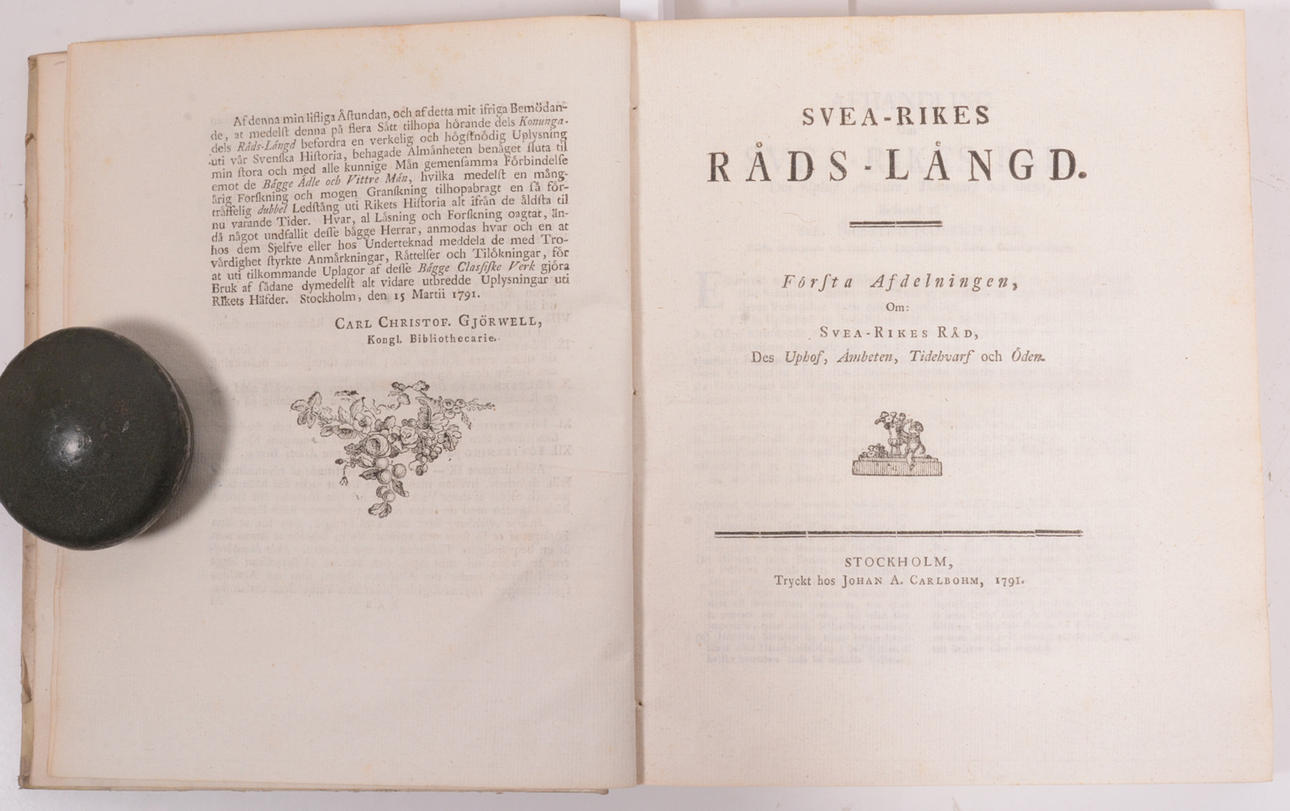 Af denna min lifliga Åſtundan, och af detta mit ifriga Bemödan-
de, at medelſt denna på flera Sätt tilhopa hörande dels Konunga-
dels Råds-Längd befordra en verkelig och högſtnödig Uplysning
uti vår Svenſka Hiſtoria, behagade Almänheten benäget ſluta til
min ſtora och med alle kunnige Män gemenſamma Förbindelſe
emot de Bägge Ädle och Vittre Män, hvilka medelſt en mång-
årig Forſkning och mogen Granſkning tilhopabragt en ſå för-
träffelig dubbel Ledſtång uti Rikets Hiſtoria alt ifrån de äldſta til
nu varande Tider. Hvar, al Läsning och Forſkning oagtat, än-
då något undfallit deſſe bägge Herrar, anmodas hvar och en at
hos dem Sjelfve eller hos Underteknad meddela de med Tro-
värdighet ſtyrkte Anmärkningar, Rättelſer och Tilökningar, för
at uti tilkommande Uplagor af deſſe Bägge Claſſiſke Verk gjöra
Bruk af ſådane dymedelſt alt vidare utbredde Uplysningar uti
Rikets Häfder. Stockholm, den 15 Martii 1791.
CARL CHRISTOF. GJÖRWELL,
Kongl. Bibliothecarie.
SVEA-RIKES
RÅDS-LÄNGD.
Förſta Afdelningen,
Om:
SVEA-RIKES RÅD,
Des Uphof, Ämbeten, Tidehvarf och Öden.
STOCKHOLM,
Tryckt hos JOHAN A. CARLBOHM, 1791.